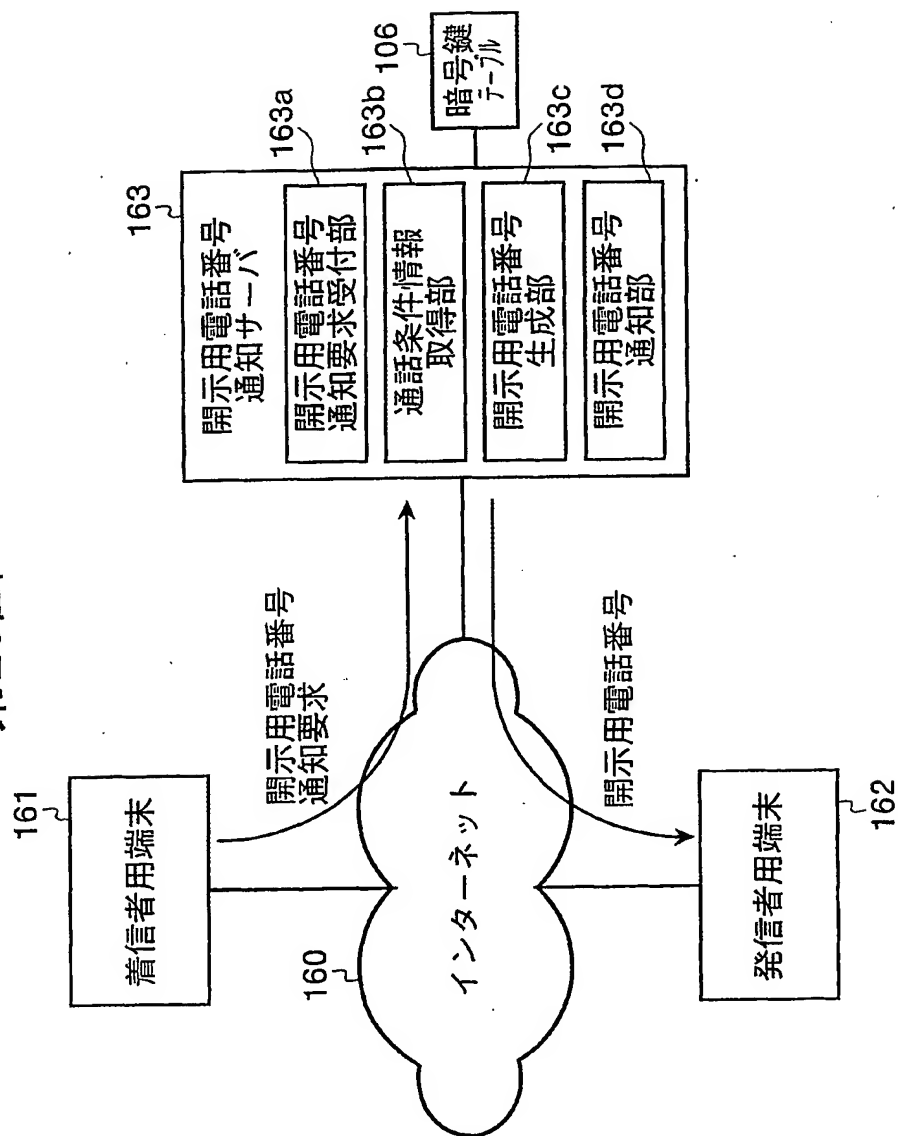 161
着信者用端末
開示用電話番号
通知要求
160
インターネット
開示用電話番号
発信者用端末
162
163
開示用電話番号
通知サーバ
163a
開示用電話番号
通知要求受付部
163b
通話条件情報
取得部
163c
開示用電話番号
生成部
163d
開示用電話番号
通知部
106
暗号鍵
テーブル